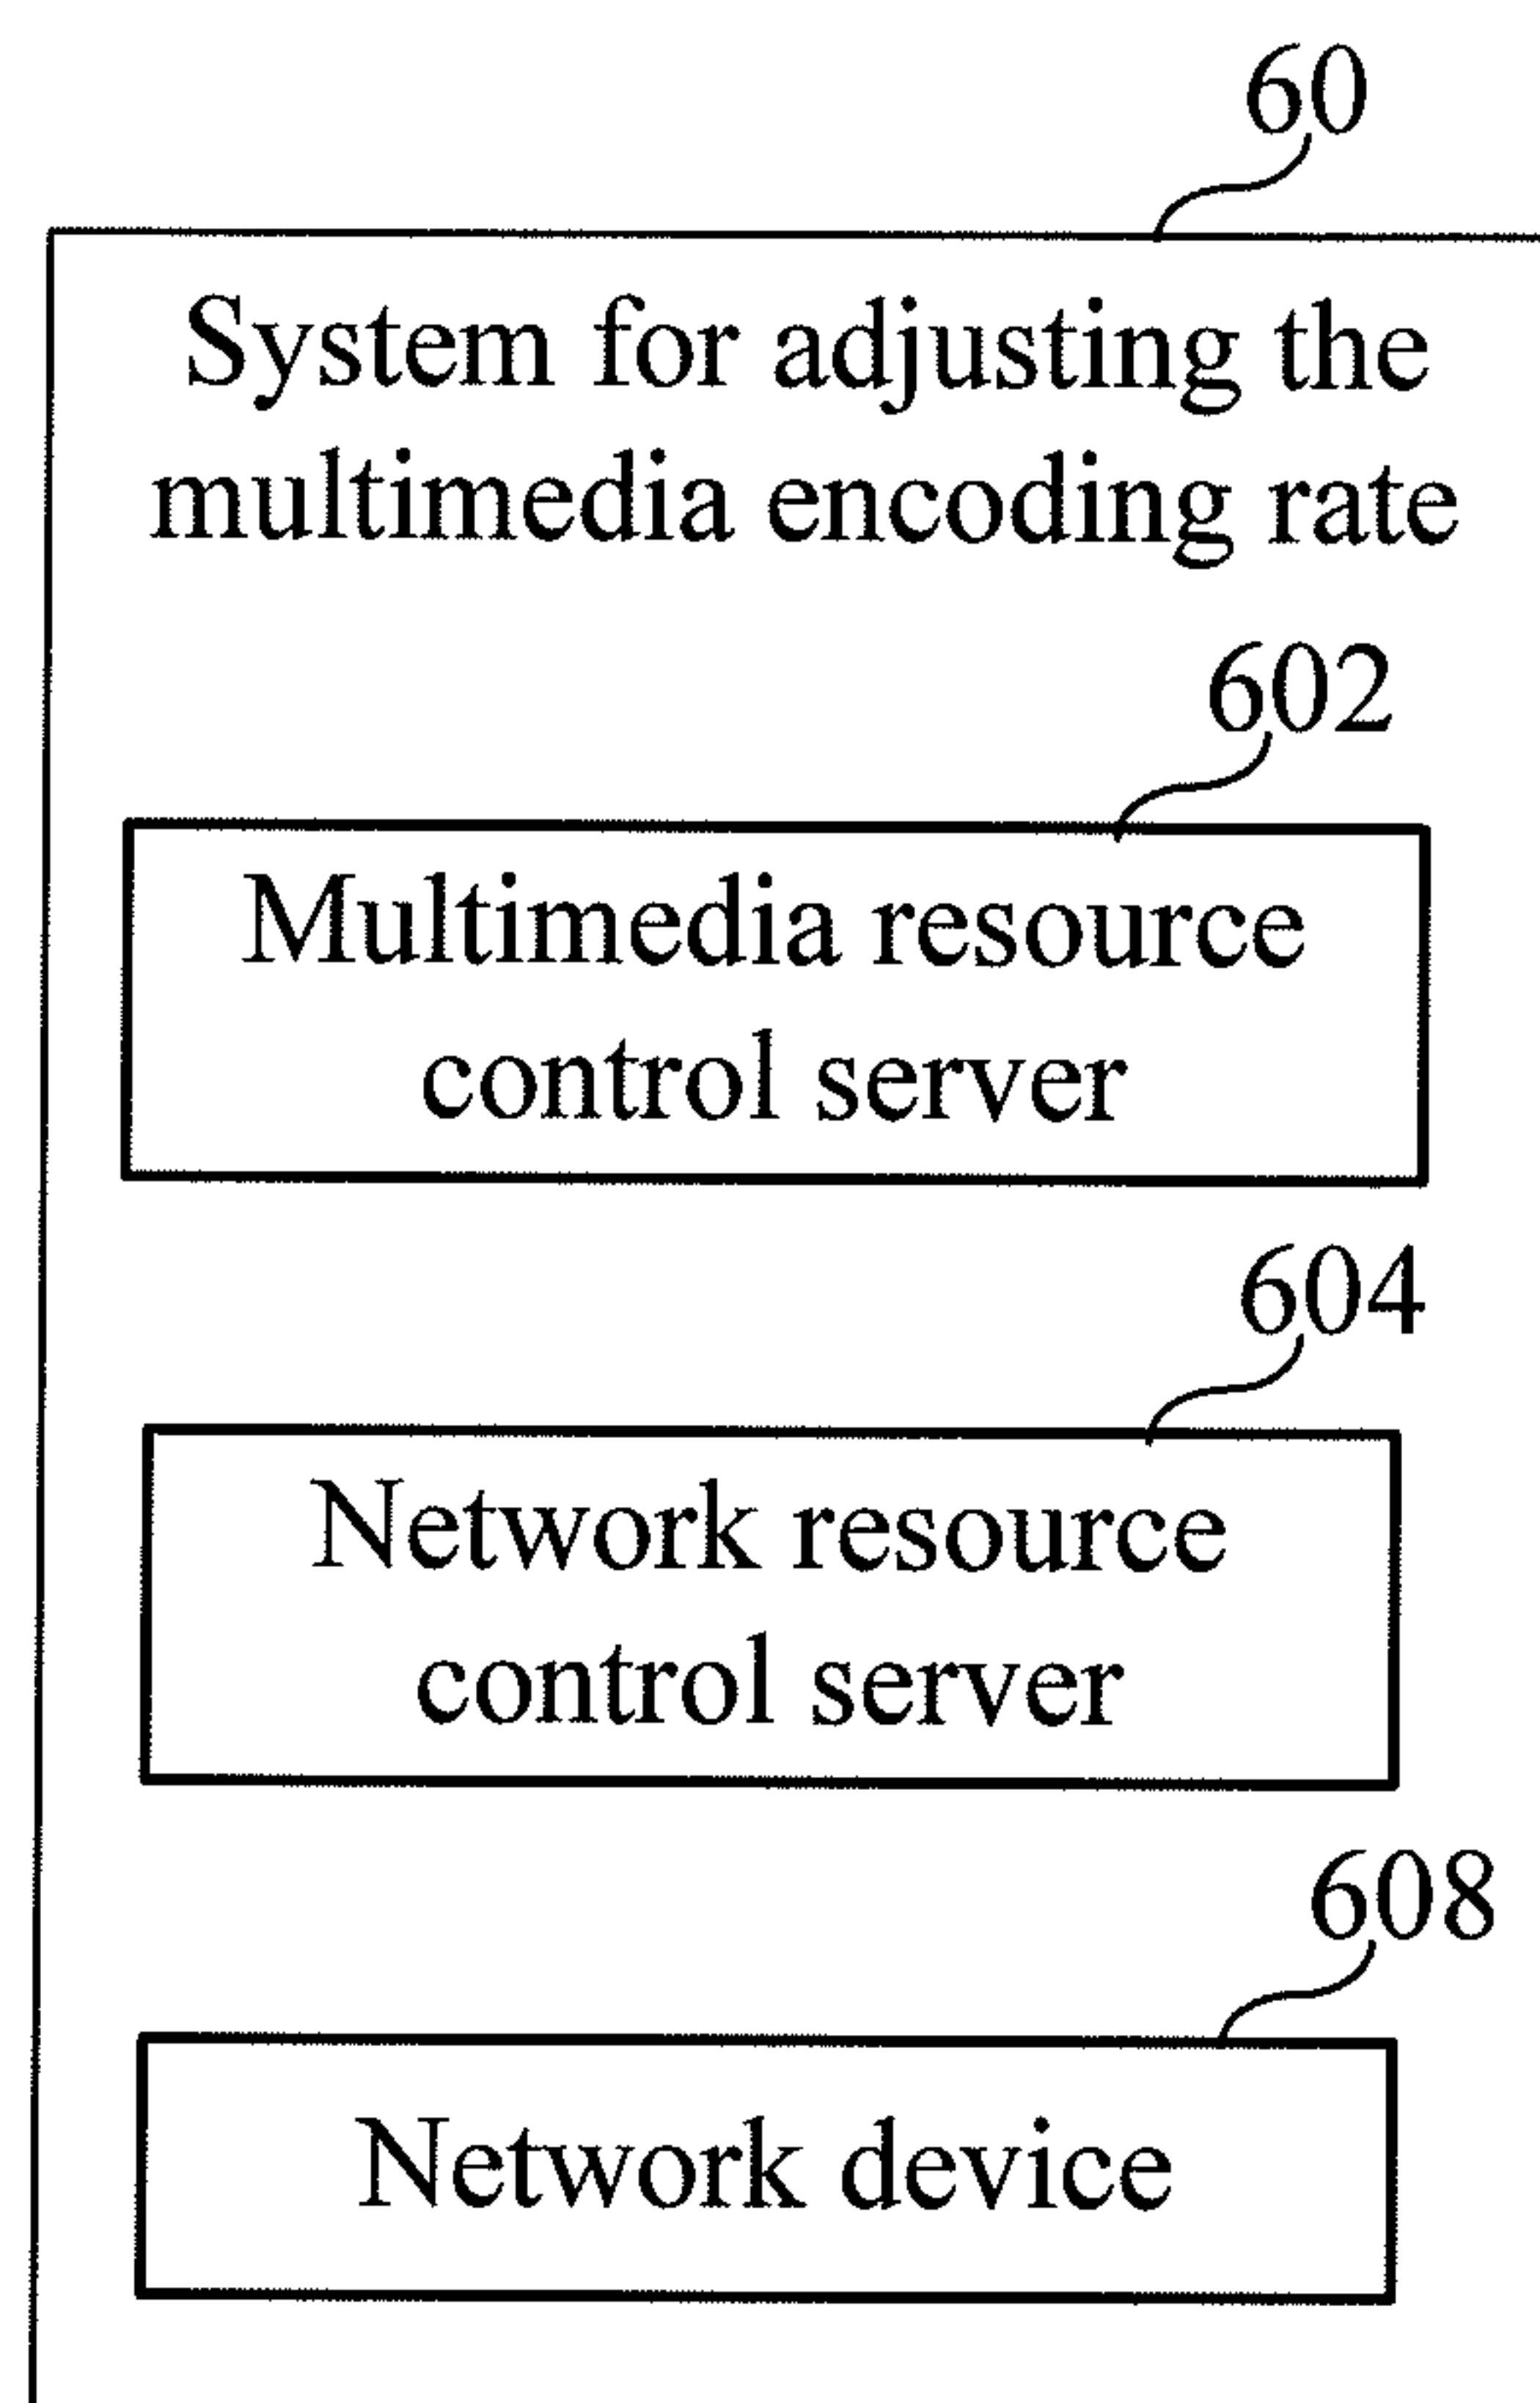 60
System for adjusting the
multimedia encoding rate
602
Multimedia resource
control server
604
Network resource
control server
608
Network device